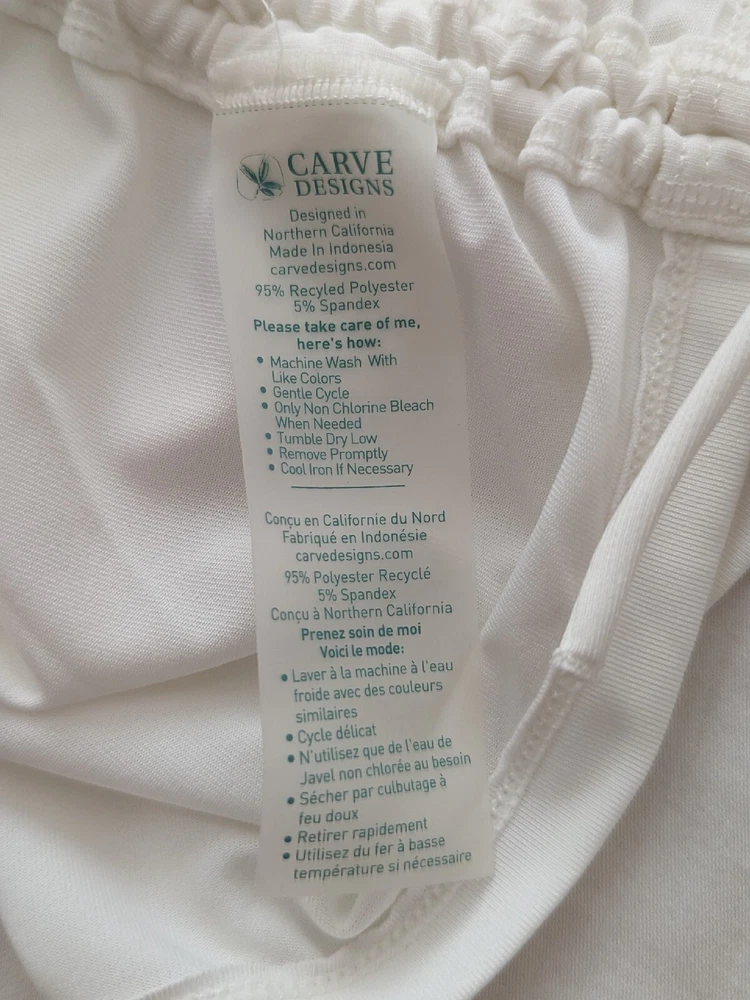 CARVE
DESIGNS
Designed in
Northern California
Made In Indonesia
carvedesigns.com
95% Recyled Polyester
5% Spandex
Please take care of me,
here's how:
• Machine Wash With
Like Colors
• Gentle Cycle
• Only Non Chlorine Bleach
When Needed
• Tumble Dry Low
• Remove Promptly
• Cool Iron If Necessary
Conçu en Californie du Nord
Fabriqué en Indonésie
carvedesigns.com
95% Polyester Recyclé
5% Spandex
Conçu à Northern California
Prenez soin de moi
Voici le mode:
• Laver à la machine à l'eau
froide avec des couleurs
similaires
• Cycle délicat
• N'utilisez que de l'eau de
Javel non chlorée au besoin
• Sécher par culbutage à
feu doux
• Retirer rapidement
• Utilisez du fer à basse
température si nécessaire